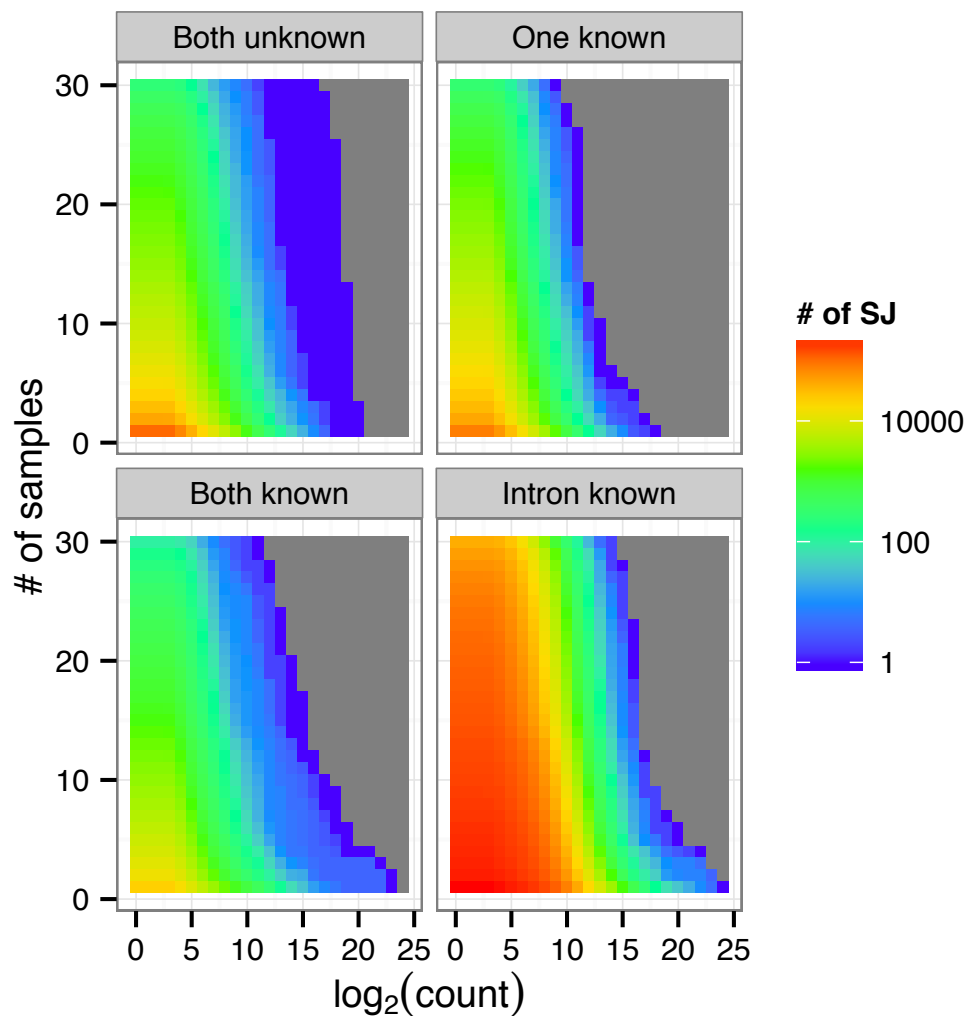 Both unknown
One known
30
20
10
0
Both known
Intron known
30
20
10
0
# of samples
0 5 10 15 20 25
0 5 10 15 20 25
log₂(count)
# of SJ
10000
100
1